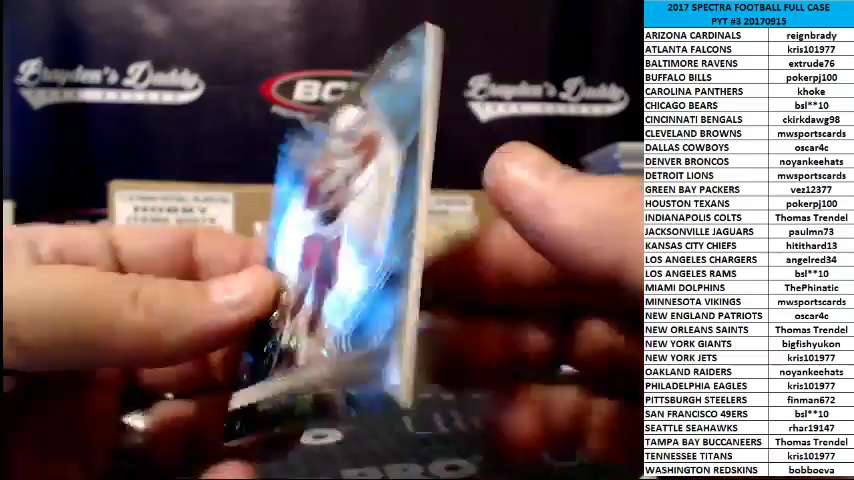 2017 SPECTRA FOOTBALL FULL CASE
PYT #3 20170915
ARIZONA CARDINALS reignbrady
ATLANTA FALCONS kris101977
BALTIMORE RAVENS extrude76
BUFFALO BILLS pokerpj100
CAROLINA PANTHERS khoke
CHICAGO BEARS bsl**10
CINCINNATI BENGALS ckirkdawg98
CLEVELAND BROWNS mwsportscards
DALLAS COWBOYS oscar4c
DENVER BRONCOS noyankeehats
DETROIT LIONS mwsportscards
GREEN BAY PACKERS vez12377
HOUSTON TEXANS pokerpj100
INDIANAPOLIS COLTS Thomas Trendel
JACKSONVILLE JAGUARS paulmn73
KANSAS CITY CHIEFS hitithard13
LOS ANGELES CHARGERS angelred34
LOS ANGELES RAMS bsl**10
MIAMI DOLPHINS ThePhinatic
MINNESOTA VIKINGS mwsportscards
NEW ENGLAND PATRIOTS oscar4c
NEW ORLEANS SAINTS Thomas Trendel
NEW YORK GIANTS bigfishyukon
NEW YORK JETS kris101977
OAKLAND RAIDERS noyankeehats
PHILADELPHIA EAGLES kris101977
PITTSBURGH STEELERS finman672
SAN FRANCISCO 49ERS bsl**10
SEATTLE SEAHAWKS rhar19147
TAMPA BAY BUCCANEERS Thomas Trendel
TENNESSEE TITANS kris101977
WASHINGTON REDSKINS bobboeva
Brayden's Daddy
BC
Brayden's Daddy
HOBBY